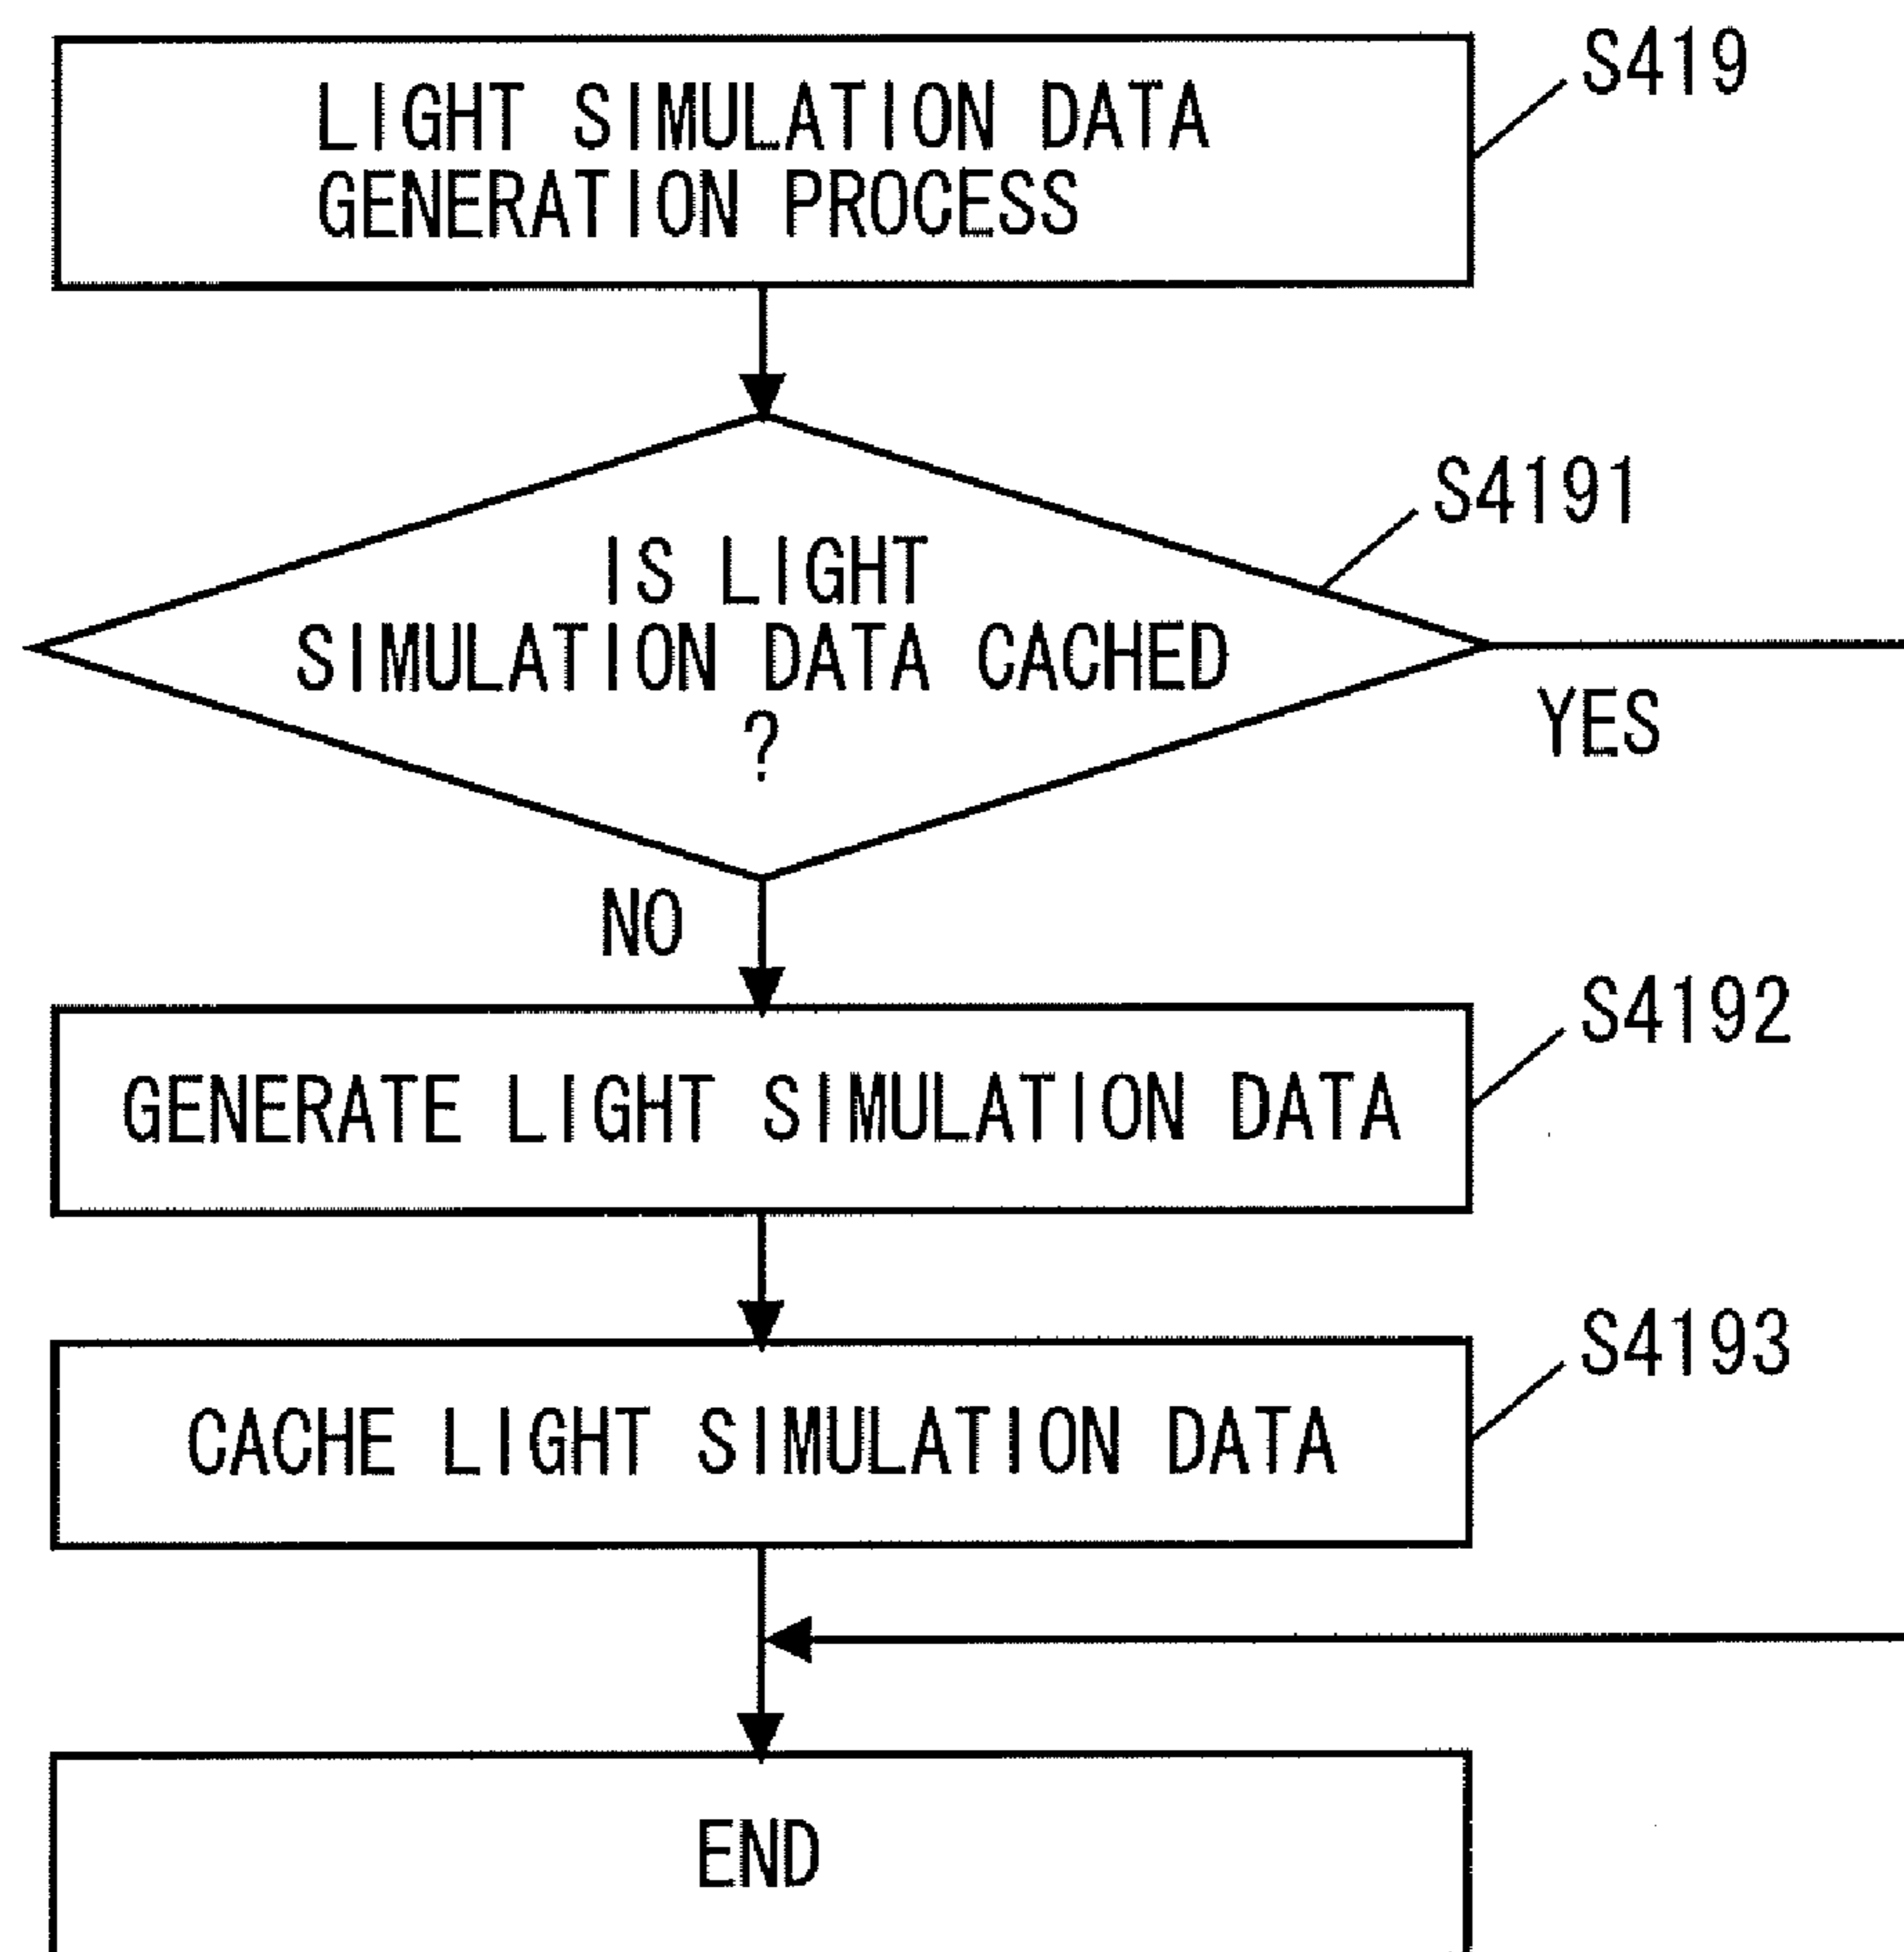 S419
LIGHT SIMULATION DATA
GENERATION PROCESS
S4191
IS LIGHT
SIMULATION DATA CACHED
?
YES
NO
S4192
GENERATE LIGHT SIMULATION DATA
S4193
CACHE LIGHT SIMULATION DATA
END